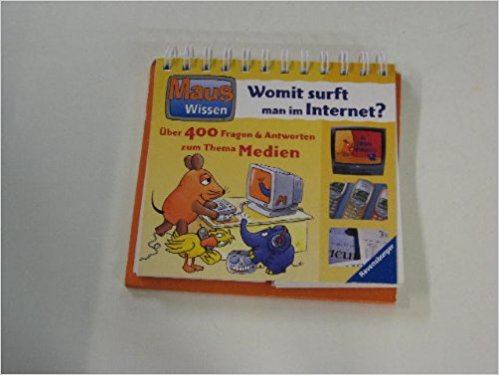 Maus
Wissen
Womit surft
man im Internet?
Über 400 Fragen & Antworten
zum Thema Medien
Ravensburger